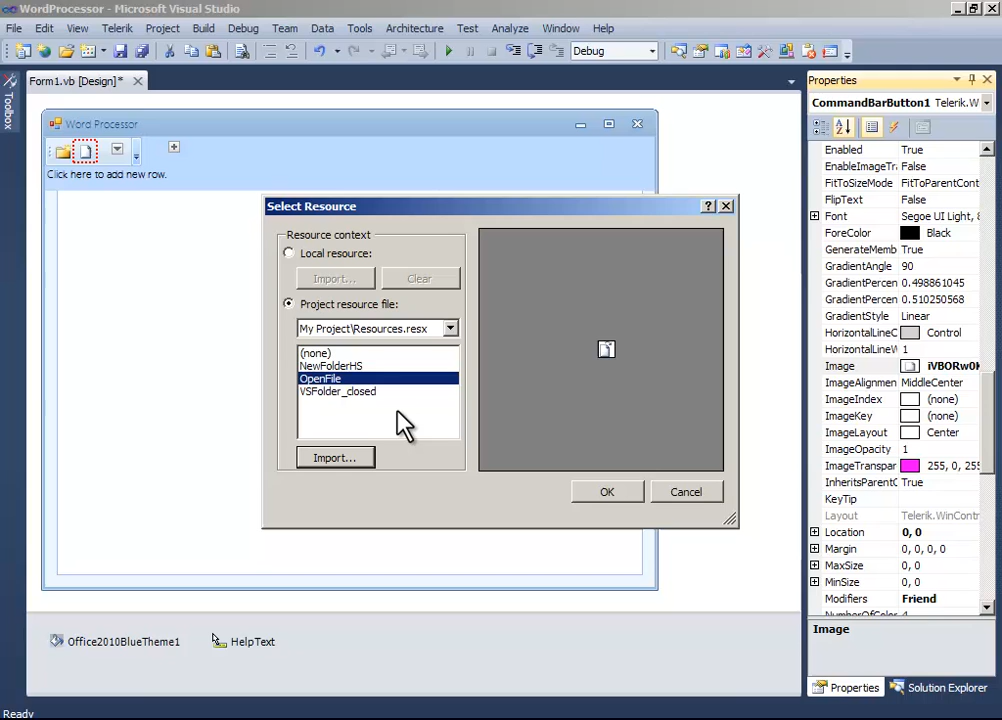 WordProcessor - Microsoft Visual Studio
File Edit View Telerik Project Build Debug Team Data Tools Architecture Test Analyze Window Help
Debug
Form1.vb [Design]*
Toolbox
Word Processor
Click here to add new row.
Select Resource
Resource context
Local resource:
Import... Clear
Project resource file:
My Project\Resources.resx
(none)
NewFolderHS
OpenFile
VSFolder_closed
Import...
OK Cancel
Office2010BlueTheme1 HelpText
Properties
CommandBarButton1 Telerik.W
Enabled True
EnableImageTra False
FitToSizeMode FitToParentCont
FlipText False
Font Segoe UI Light, 8
ForeColor Black
GenerateMemb True
GradientAngle 90
GradientPercen 0.498861045
GradientPercen 0.510250568
GradientStyle Linear
HorizontalLineC Control
HorizontalLineW 1
Image iVBORw0K
ImageAlignmen MiddleCenter
ImageIndex (none)
ImageKey (none)
ImageLayout Center
ImageOpacity 1
ImageTranspar 255, 0, 255
InheritsParentC True
KeyTip
Layout Telerik.WinContr
Location 0, 0
Margin 0, 0, 0, 0
MaxSize 0, 0
MinSize 0, 0
Modifiers Friend
Image
Properties Solution Explorer
Ready